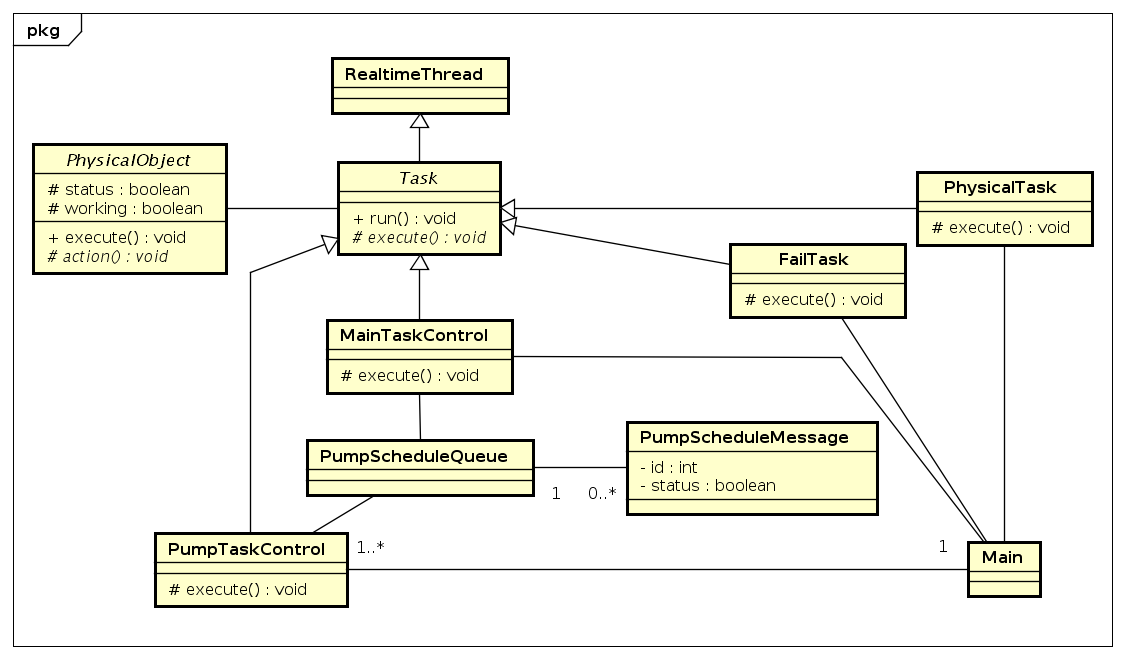 pkg
RealtimeThread
PhysicalObject
# status : boolean
# working : boolean
+ execute() : void
# action() : void
Task
+ run() : void
# execute() : void
PhysicalTask
# execute() : void
FailTask
# execute() : void
MainTaskControl
# execute() : void
PumpScheduleQueue
1
0..*
PumpScheduleMessage
- id : int
- status : boolean
PumpTaskControl
# execute() : void
1..*
1
Main